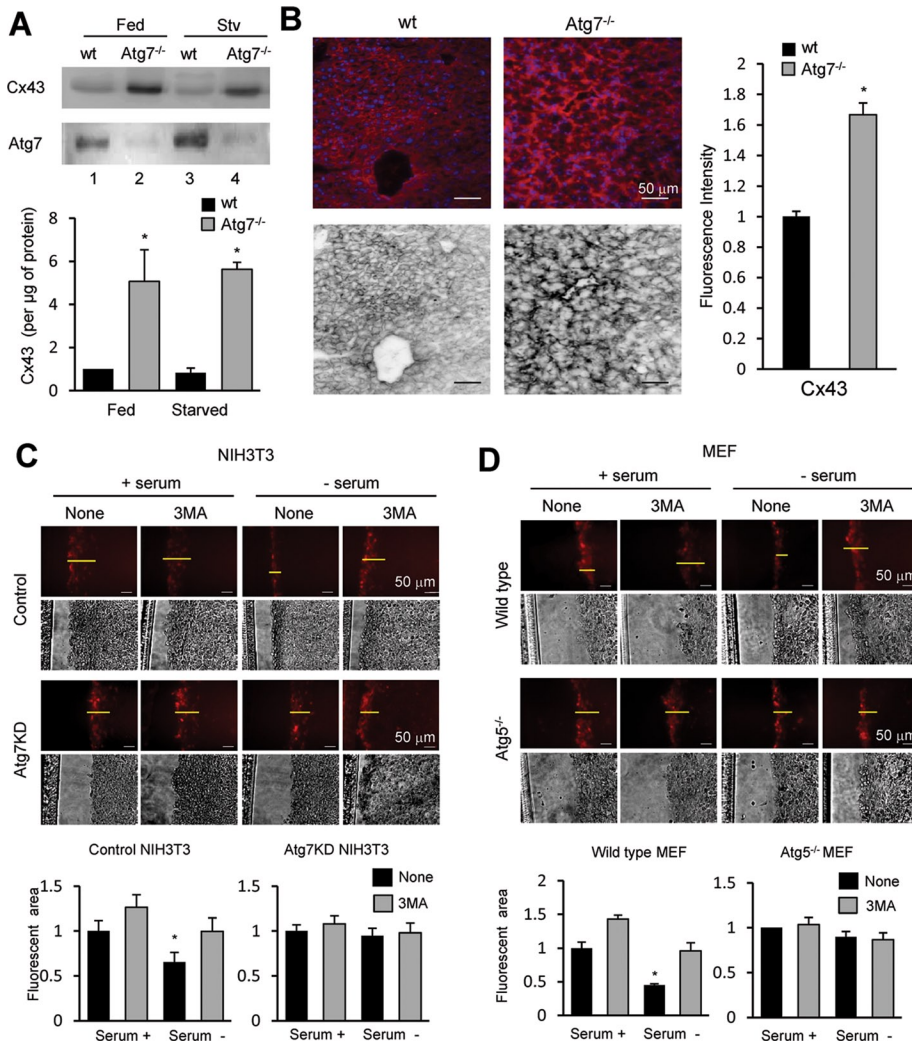 A
Fed Stv
wt Atg7-/- wt Atg7-/-
Cx43
Atg7
1 2 3 4
wt
Atg7-/-
Cx43 (per µg of protein)
8
6
4
2
0
* *
Fed Starved
B
wt Atg7-/-
50 µm
wt
Atg7-/-
Fluorescence Intensity
2
1.8
1.6
1.4
1.2
1
0.8
0.6
0.4
0.2
0
*
Cx43
C
NIH3T3
+ serum - serum
None 3MA None 3MA
Control
50 µm
Atg7KD
50 µm
Control NIH3T3 Atg7KD NIH3T3
None
3MA
Fluorescent area
1.5
1
0.5
0
*
Serum + Serum -
1.5
1
0.5
0
Serum + Serum -
D
MEF
+ serum - serum
None 3MA None 3MA
Wild type
50 µm
Atg5-/-
50 µm
Wild type MEF Atg5-/- MEF
None
3MA
Fluorescent area
2
1.5
1
0.5
0
*
Serum + Serum -
1.5
1
0.5
0
Serum + Serum -